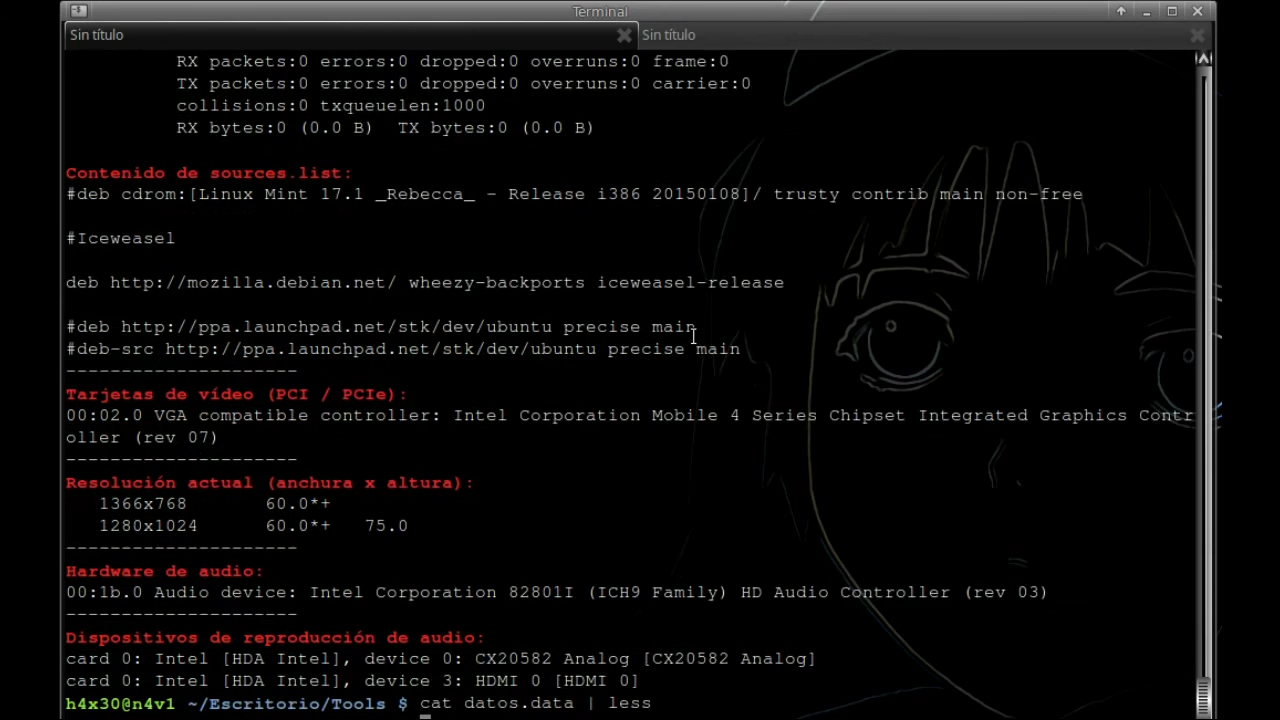 Terminal
Sin título
Sin título
RX packets:0 errors:0 dropped:0 overruns:0 frame:0
TX packets:0 errors:0 dropped:0 overruns:0 carrier:0
collisions:0 txqueuelen:1000
RX bytes:0 (0.0 B)  TX bytes:0 (0.0 B)
Contenido de sources.list:
#deb cdrom:[Linux Mint 17.1 _Rebecca_ - Release i386 20150108]/ trusty contrib main non-free
#Iceweasel
deb http://mozilla.debian.net/ wheezy-backports iceweasel-release
#deb http://ppa.launchpad.net/stk/dev/ubuntu precise main
#deb-src http://ppa.launchpad.net/stk/dev/ubuntu precise main
---------------------
Tarjetas de vídeo (PCI / PCIe):
00:02.0 VGA compatible controller: Intel Corporation Mobile 4 Series Chipset Integrated Graphics Contr
oller (rev 07)
---------------------
Resolución actual (anchura x altura):
1366x768       60.0*+
1280x1024      60.0*+   75.0
---------------------
Hardware de audio:
00:1b.0 Audio device: Intel Corporation 82801I (ICH9 Family) HD Audio Controller (rev 03)
---------------------
Dispositivos de reproducción de audio:
card 0: Intel [HDA Intel], device 0: CX20582 Analog [CX20582 Analog]
card 0: Intel [HDA Intel], device 3: HDMI 0 [HDMI 0]
h4x30@n4v1 ~/Escritorio/Tools $ cat datos.data | less